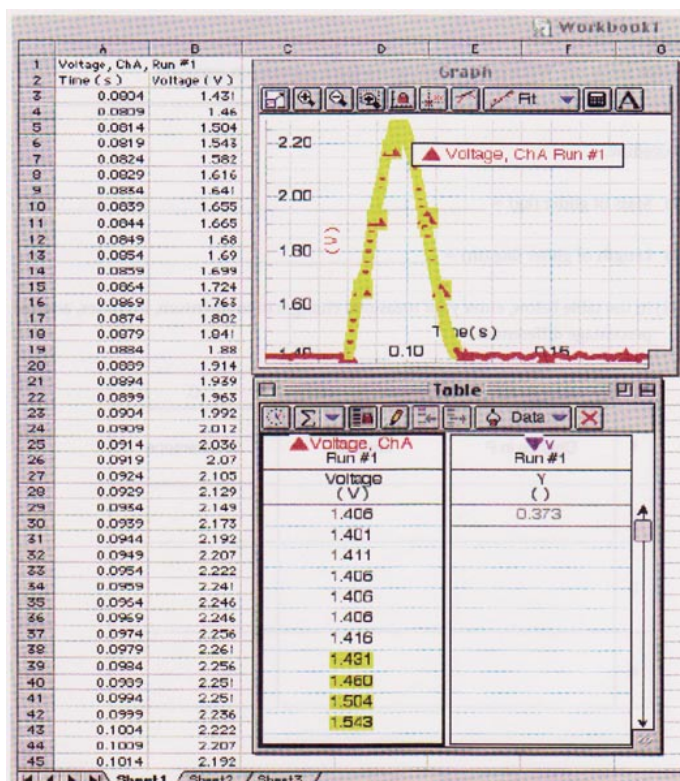 Workbook1
A B C D E F G
1 Voltage, ChA, Run #1
2 Time (s) Voltage (V)
3 0.0804 1.431
4 0.0809 1.46
5 0.0814 1.504
6 0.0819 1.543
7 0.0824 1.582
8 0.0829 1.616
9 0.0834 1.641
10 0.0839 1.655
11 0.0844 1.665
12 0.0849 1.68
13 0.0854 1.69
14 0.0859 1.699
15 0.0864 1.724
16 0.0869 1.763
17 0.0874 1.802
18 0.0879 1.841
19 0.0884 1.88
20 0.0889 1.914
21 0.0894 1.939
22 0.0899 1.963
23 0.0904 1.992
24 0.0909 2.012
25 0.0914 2.036
26 0.0919 2.07
27 0.0924 2.105
28 0.0929 2.129
29 0.0934 2.149
30 0.0939 2.173
31 0.0944 2.192
32 0.0949 2.207
33 0.0954 2.222
34 0.0959 2.241
35 0.0964 2.246
36 0.0969 2.246
37 0.0974 2.256
38 0.0979 2.261
39 0.0984 2.256
40 0.0989 2.251
41 0.0994 2.251
42 0.0999 2.236
43 0.1004 2.222
44 0.1009 2.207
45 0.1014 2.192
Sheet1 Sheet2 Sheet3
Graph
Fit A
2.20
Voltage, ChA Run #1
2.00
1.80
(V)
1.60
Time(s)
1.40 0.10 0.15
Table
Σ Data
Voltage, ChA v
Run #1 Run #1
Voltage Y
(V) ()
1.406 0.373
1.401
1.411
1.406
1.406
1.406
1.416
1.431
1.460
1.504
1.543